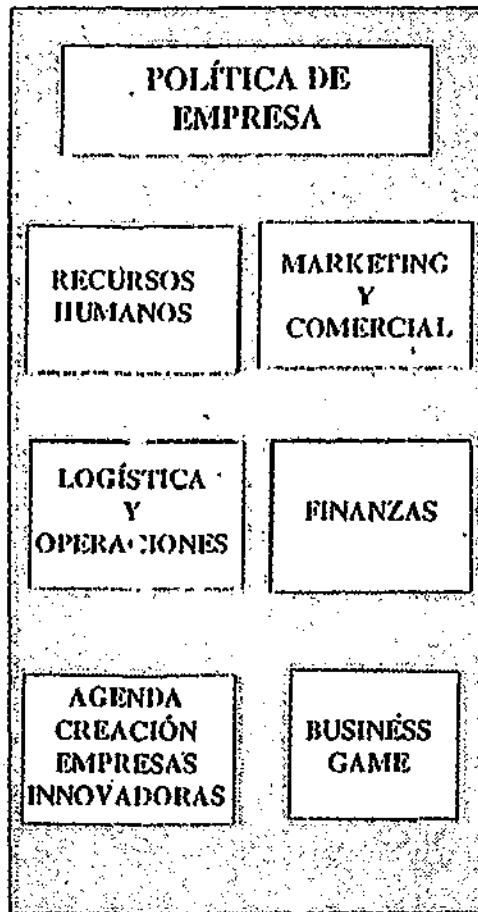 POLÍTICA DE
EMPRESA
RECURSOS
HUMANOS
MARKETING
Y
COMERCIAL
LOGÍSTICA
Y
OPERACIONES
FINANZAS
AGENDA
CREACIÓN
EMPRESAS
INNOVADORAS
BUSINESS
GAME